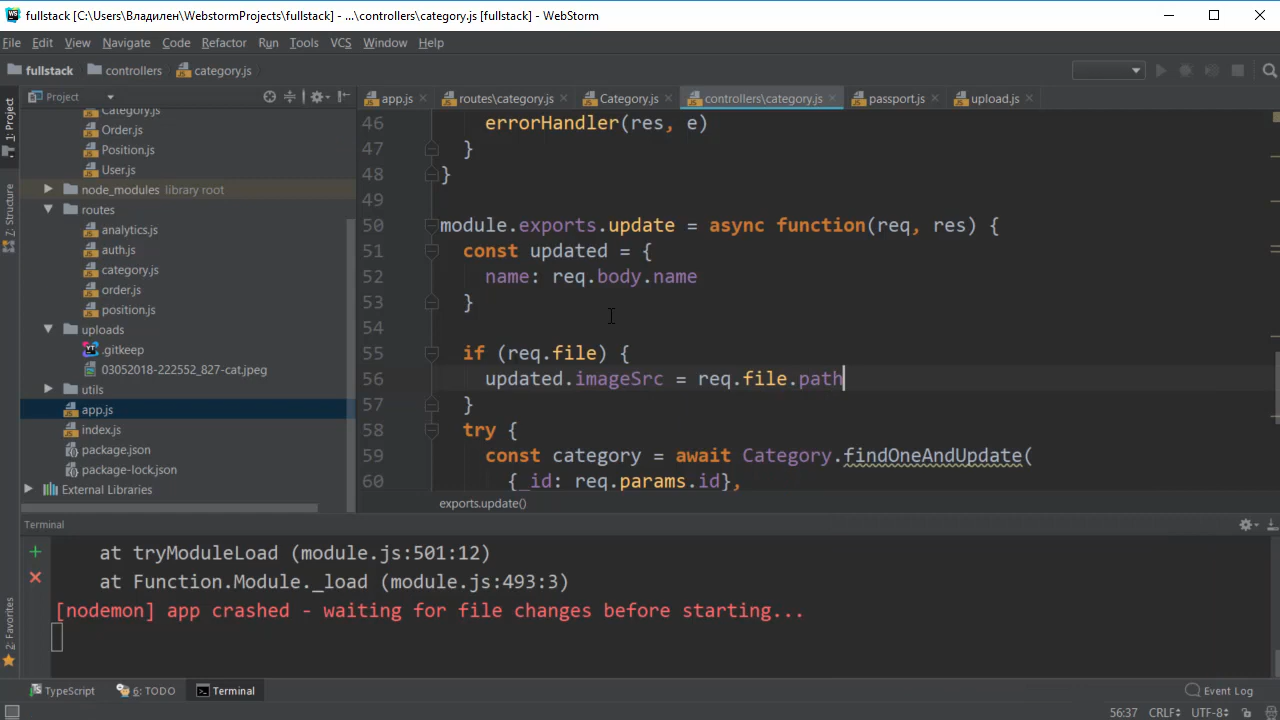 fullstack [C:\Users\Владилен\WebstormProjects\fullstack] - ...\controllers\category.js [fullstack] - WebStorm
File Edit View Navigate Code Refactor Run Tools VCS Window Help
fullstack controllers category.js
Project
app.js routes\category.js Category.js controllers\category.js passport.js upload.js
1: Project
Z: Structure
2: Favorites
Category.js
Order.js
Position.js
User.js
node_modules library root
routes
analytics.js
auth.js
category.js
order.js
position.js
uploads
.gitkeep
03052018-222552_827-cat.jpeg
utils
app.js
index.js
package.json
package-lock.json
External Libraries
46 errorHandler(res, e)
47 }
48 }
49
50 module.exports.update = async function(req, res) {
51 const updated = {
52 name: req.body.name
53 }
54
55 if (req.file) {
56 updated.imageSrc = req.file.path
57 }
58 try {
59 const category = await Category.findOneAndUpdate(
60 {_id: req.params.id},
exports.update()
Terminal
at tryModuleLoad (module.js:501:12)
at Function.Module._load (module.js:493:3)
[nodemon] app crashed - waiting for file changes before starting...
TypeScript 6: TODO Terminal Event Log
56:37 CRLF UTF-8